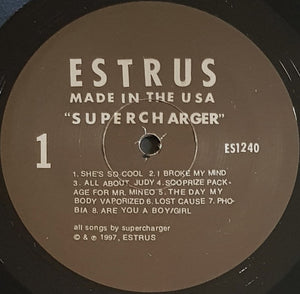 ESTRUS
MADE IN THE USA
"SUPERCHARGER"
1
ES1240
1. SHE'S SO COOL 2. I BROKE MY MIND
3. ALL ABOUT JUDY 4. SOOPRIZE PACK-
AGE FOR MR. MINEO 5. THE DAY MY
BODY VAPORIZED 6. LOST CAUSE 7. PHO-
BIA 8. ARE YOU A BOY/GIRL
all songs by supercharger
© & ℗ 1997, ESTRUS